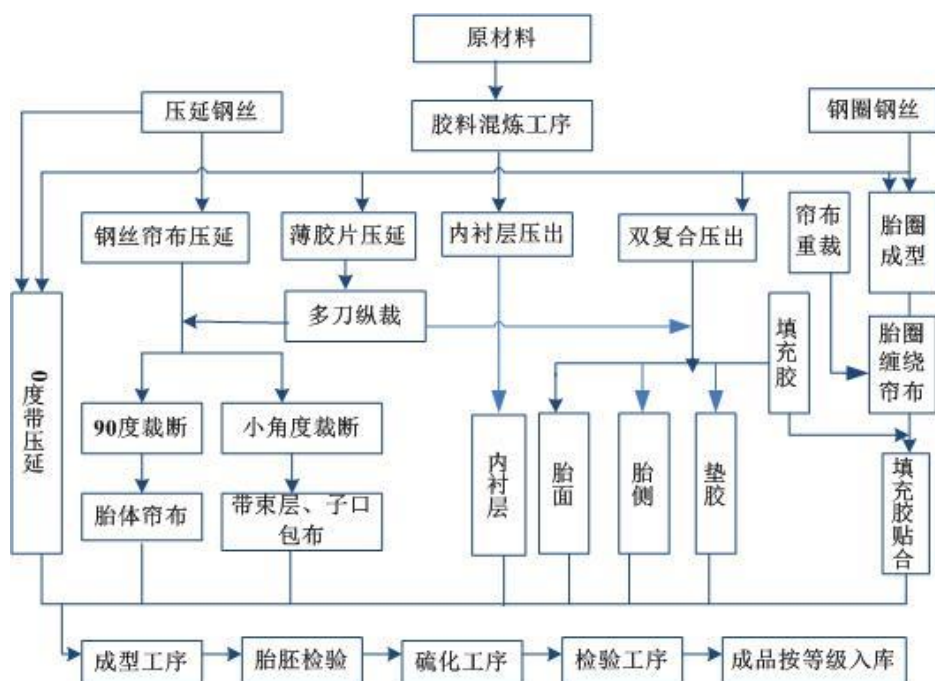 原材料
压延钢丝
胶料混炼工序
钢圈钢丝
钢丝帘布压延
薄胶片压延
内衬层压出
双复合压出
帘布
重裁
胎圈
成型
多刀纵裁
0度带压延
填充胶
胎圈
缠绕
帘布
90度裁断
小角度裁断
内衬层
胎面
胎侧
垫胶
填充胶贴合
胎体帘布
带束层、子口
包布
成型工序
胎胚检验
硫化工序
检验工序
成品按等级入库